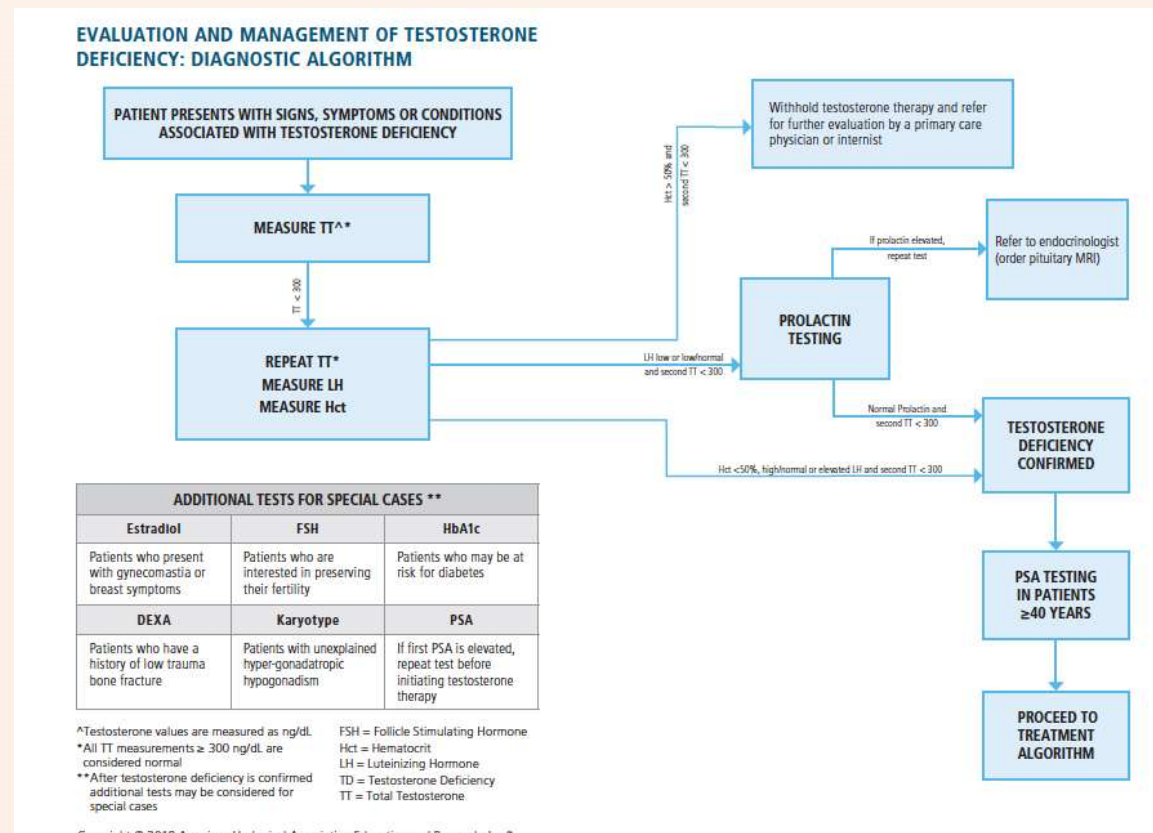 EVALUATION AND MANAGEMENT OF TESTOSTERONE
DEFICIENCY: DIAGNOSTIC ALGORITHM
PATIENT PRESENTS WITH SIGNS, SYMPTOMS OR CONDITIONS
ASSOCIATED WITH TESTOSTERONE DEFICIENCY
MEASURE TT^*
TT < 300
REPEAT TT*
MEASURE LH
MEASURE Hct
Hct > 50% and
second TT < 300
Withhold testosterone therapy and refer
for further evaluation by a primary care
physician or internist
LH low or low/normal
and second TT < 300
PROLACTIN
TESTING
If prolactin elevated,
repeat test
Refer to endocrinologist
(order pituitary MRI)
Normal Prolactin and
second TT < 300
Hct <50%, high/normal or elevated LH and second TT < 300
TESTOSTERONE
DEFICIENCY
CONFIRMED
PSA TESTING
IN PATIENTS
≥40 YEARS
PROCEED TO
TREATMENT
ALGORITHM
ADDITIONAL TESTS FOR SPECIAL CASES **
Estradiol
Patients who present
with gynecomastia or
breast symptoms
FSH
Patients who are
interested in preserving
their fertility
HbA1c
Patients who may be at
risk for diabetes
DEXA
Patients who have a
history of low trauma
bone fracture
Karyotype
Patients with unexplained
hyper-gonadatropic
hypogonadism
PSA
If first PSA is elevated,
repeat test before
initiating testosterone
therapy
^Testosterone values are measured as ng/dL
*All TT measurements ≥ 300 ng/dL are
considered normal
**After testosterone deficiency is confirmed
additional tests may be considered for
special cases
FSH = Follicle Stimulating Hormone
Hct = Hematocrit
LH = Luteinizing Hormone
TD = Testosterone Deficiency
TT = Total Testosterone